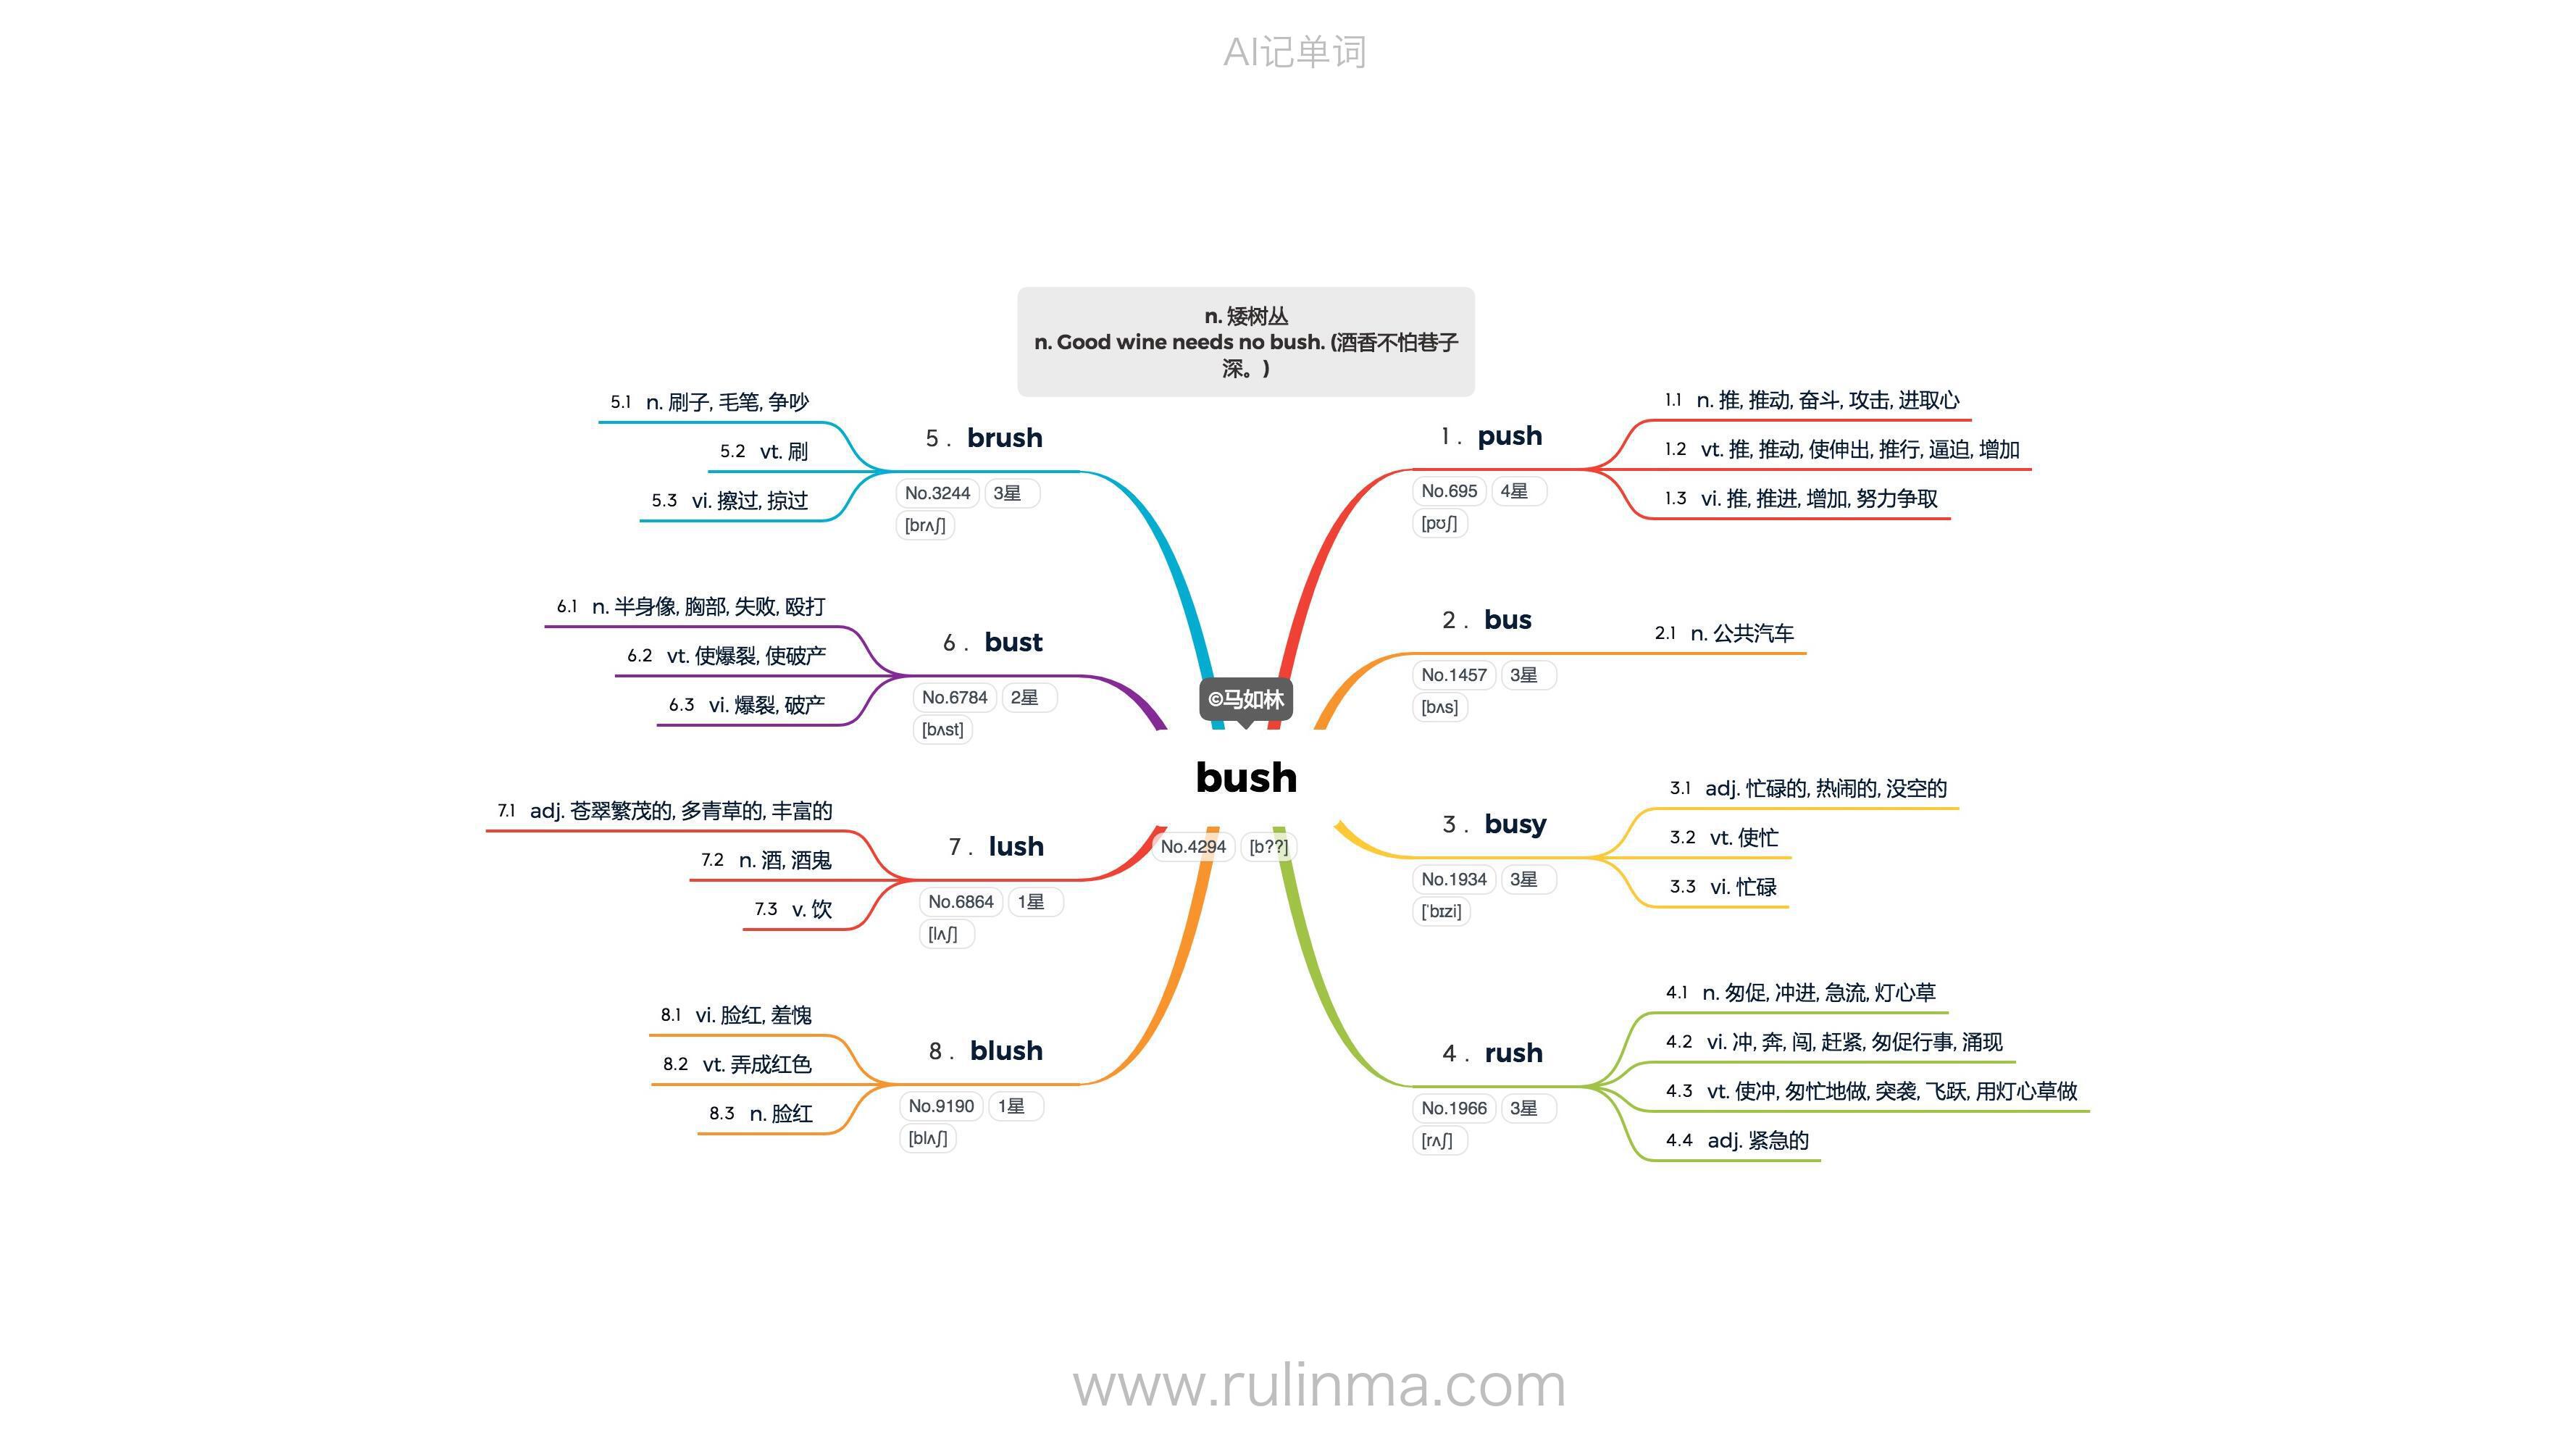 AI记单词
n. 矮树丛
n. Good wine needs no bush. (酒香不怕巷子
深。)
©马如林
bush
No.4294 [b??]
1 . push
No.695 4星
[pʊʃ]
1.1 n. 推, 推动, 奋斗, 攻击, 进取心
1.2 vt. 推, 推动, 使伸出, 推行, 逼迫, 增加
1.3 vi. 推, 推进, 增加, 努力争取
2 . bus
No.1457 3星
[bʌs]
2.1 n. 公共汽车
3 . busy
No.1934 3星
[ˈbɪzi]
3.1 adj. 忙碌的, 热闹的, 没空的
3.2 vt. 使忙
3.3 vi. 忙碌
4 . rush
No.1966 3星
[rʌʃ]
4.1 n. 匆促, 冲进, 急流, 灯心草
4.2 vi. 冲, 奔, 闯, 赶紧, 匆促行事, 涌现
4.3 vt. 使冲, 匆忙地做, 突袭, 飞跃, 用灯心草做
4.4 adj. 紧急的
5 . brush
No.3244 3星
[brʌʃ]
5.1 n. 刷子, 毛笔, 争吵
5.2 vt. 刷
5.3 vi. 擦过, 掠过
6 . bust
No.6784 2星
[bʌst]
6.1 n. 半身像, 胸部, 失败, 殴打
6.2 vt. 使爆裂, 使破产
6.3 vi. 爆裂, 破产
7 . lush
No.6864 1星
[lʌʃ]
7.1 adj. 苍翠繁茂的, 多青草的, 丰富的
7.2 n. 酒, 酒鬼
7.3 v. 饮
8 . blush
No.9190 1星
[blʌʃ]
8.1 vi. 脸红, 羞愧
8.2 vt. 弄成红色
8.3 n. 脸红
www.rulinma.com